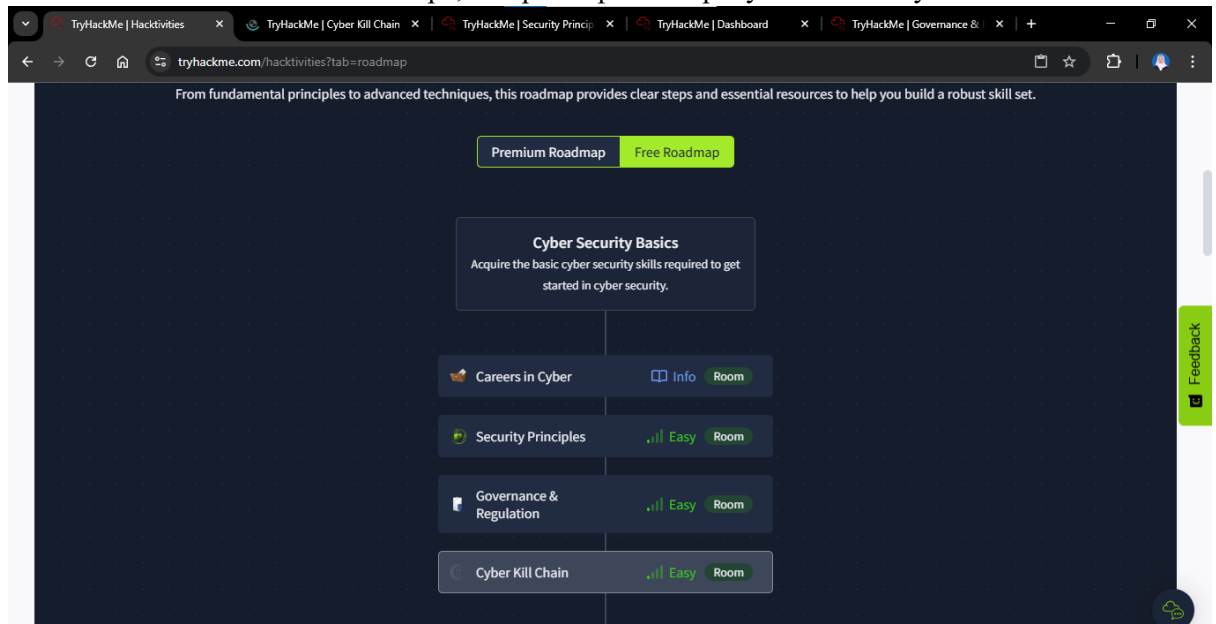 TryHackMe | Hacktivities
TryHackMe | Cyber Kill Chain
TryHackMe | Security Princip
TryHackMe | Dashboard
TryHackMe | Governance &
tryhackme.com/hacktivities?tab=roadmap
From fundamental principles to advanced techniques, this roadmap provides clear steps and essential resources to help you build a robust skill set.
Premium Roadmap
Free Roadmap
Cyber Security Basics
Acquire the basic cyber security skills required to get
started in cyber security.
Careers in Cyber Info Room
Security Principles Easy Room
Governance &
Regulation Easy Room
Cyber Kill Chain Easy Room
Feedback